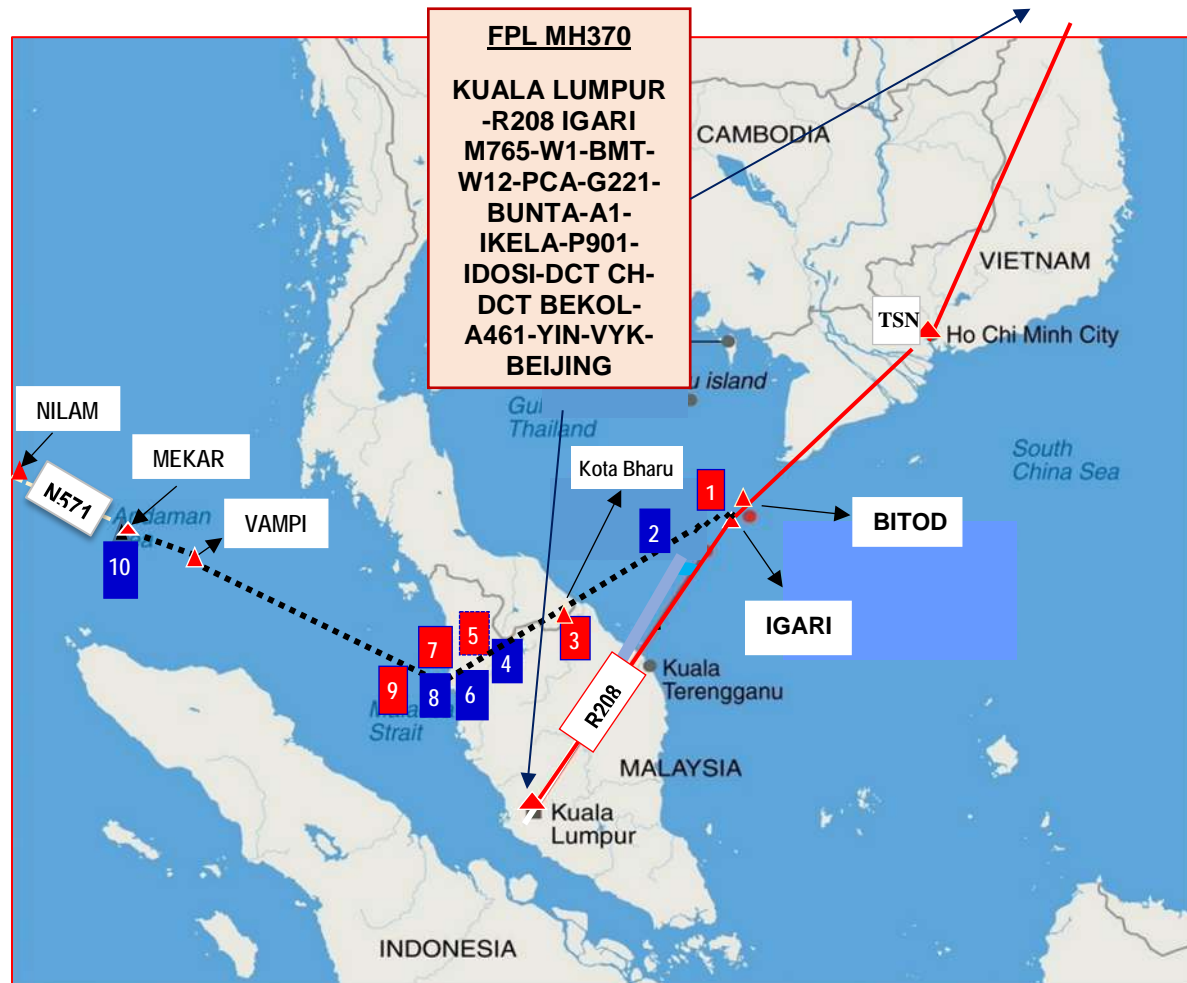 FPL MH370
KUALA LUMPUR
-R208 IGARI
M765-W1-BMT-
W12-PCA-G221-
BUNTA-A1-
IKELA-P901-
IDOSI-DCT CH-
DCT BEKOL-
A461-YIN-VYK-
BEIJING
CAMBODIA
VIETNAM
TSN
Ho Chi Minh City
island
Thailand
South
China Sea
NILAM
MEKAR
N571
VAMPI
Kota Bharu
1
2
BITOD
10
IGARI
5
3
7
4
9
8
6
Kuala
Terengganu
R208
Strait
MALAYSIA
Kuala
Lumpur
INDONESIA